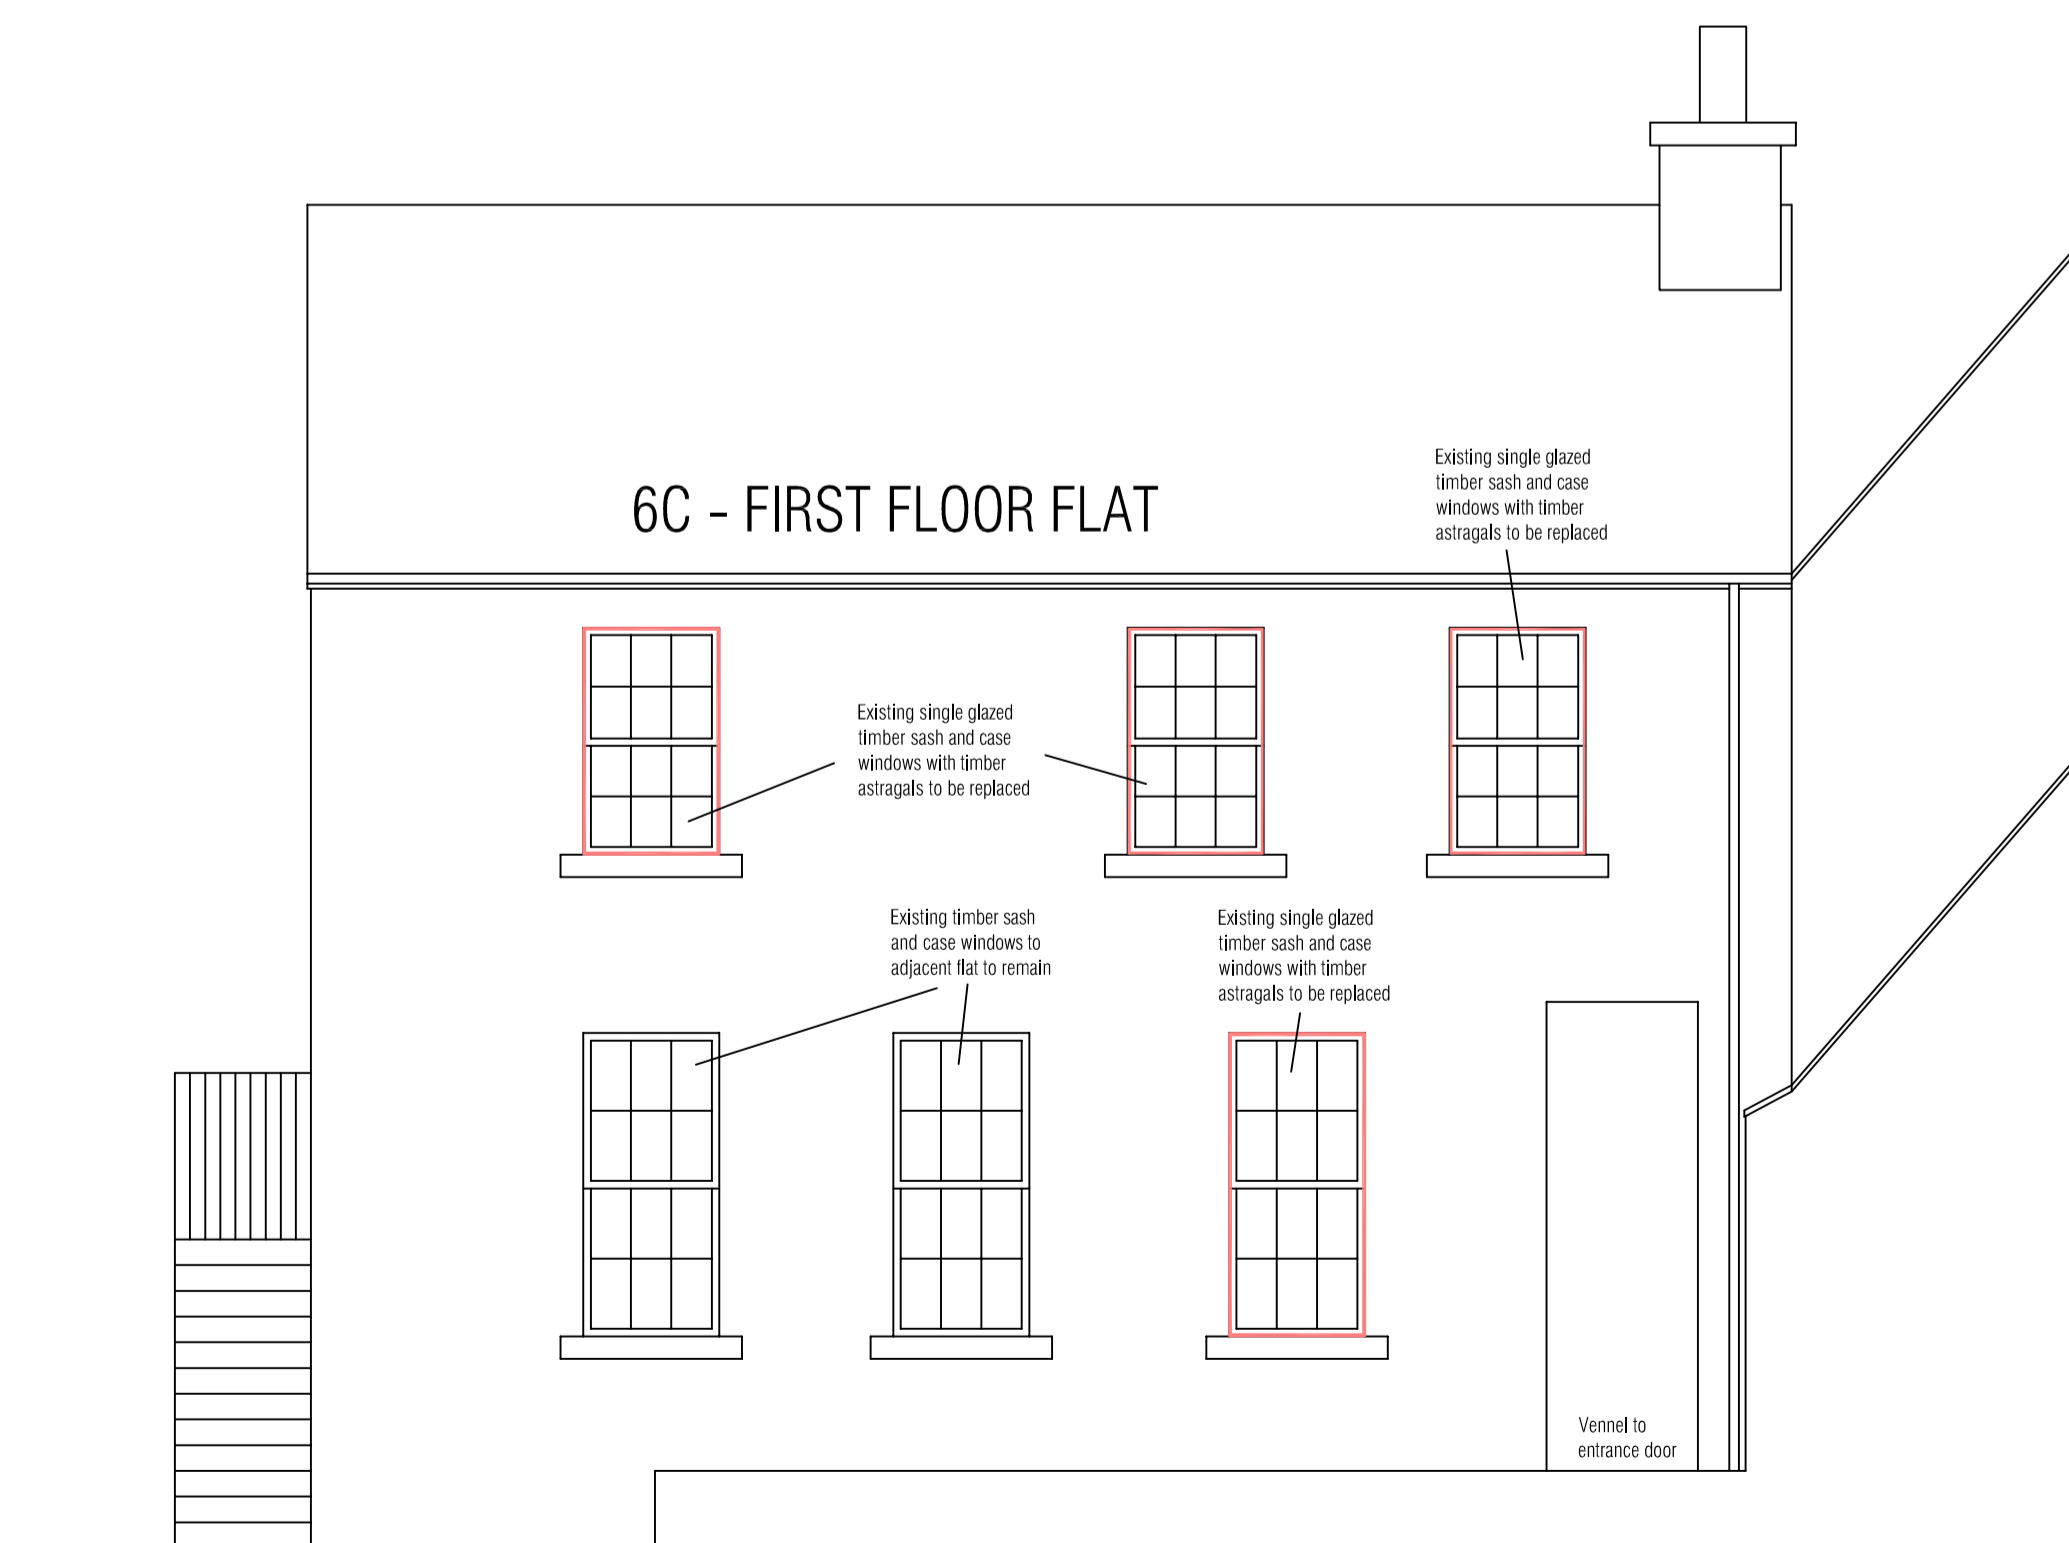 6C - FIRST FLOOR FLAT
Existing single glazed
timber sash and case
windows with timber
astragals to be replaced
Existing single glazed
timber sash and case
windows with timber
astragals to be replaced
Existing timber sash
and case windows to
adjacent flat to remain
Existing single glazed
timber sash and case
windows with timber
astragals to be replaced
Vennel to
entrance door